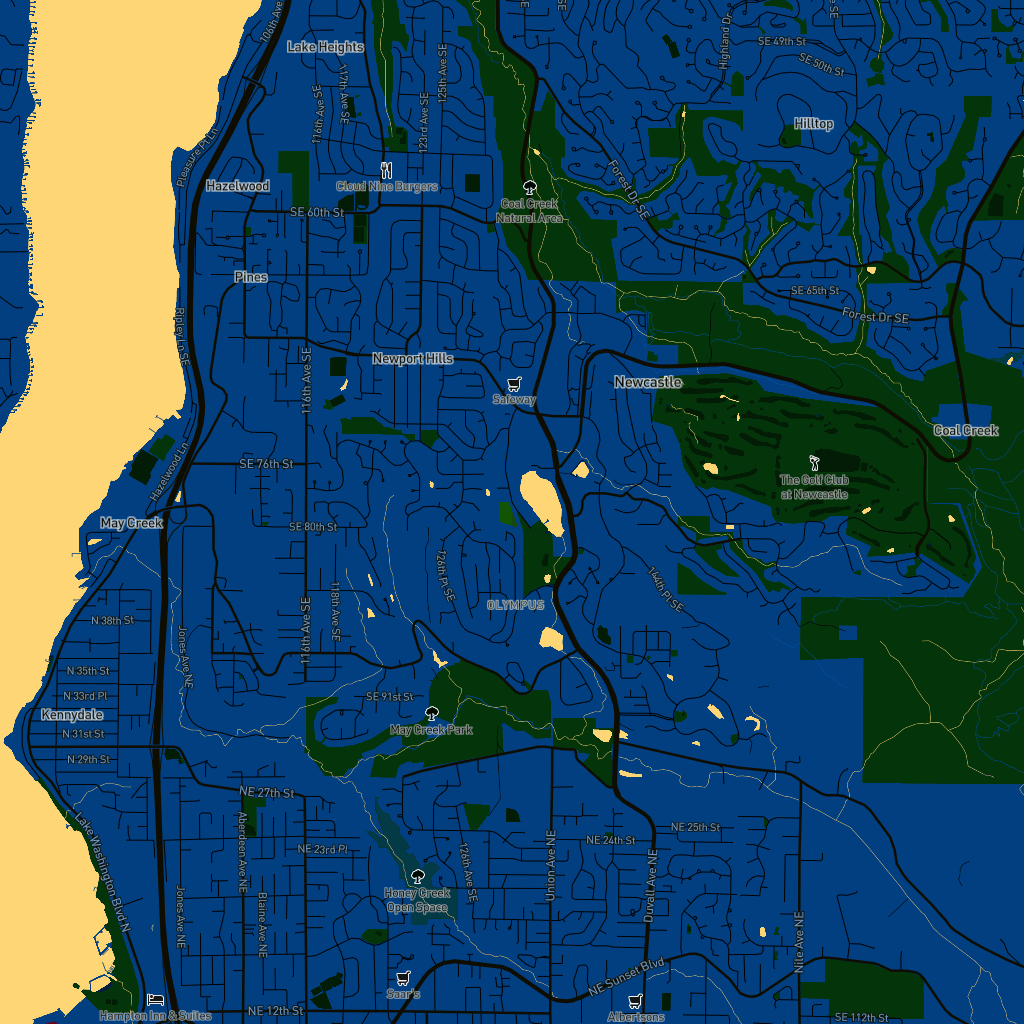 106th Ave
Lake Heights
SE
SE
Highland Dr
SE
SE 49th St
SE 50th St
117th Ave SE
125th Ave SE
116th Ave SE
123rd Ave SE
Hilltop
Pleasure Pt Ln
Hazelwood
Cloud Nine Burgers
Forest Dr SE
SE 60th St
Coal Creek
Natural Area
Pines
SE 65th St
Ripley Ln SE
Forest Dr SE
Newport Hills
116th Ave SE
Safeway
Newcastle
Coal Creek
SE 76th St
Hazelwood Ln
The Golf Club
at Newcastle
May Creek
SE 80th St
126th Pl SE
144th Pl SE
OLYMPUS
118th Ave SE
116th Ave SE
N 38th St
Jones Ave NE
N 35th St
N 33rd Pl
SE 91st St
Kennydale
May Creek Park
N 31st St
N 29th St
NE 27th St
Lake Washington Blvd N
Aberdeen Ave NE
NE 23rd Pl
126th Ave SE
Union Ave NE
NE 24th St
NE 25th St
Duvall Ave NE
Honey Creek
Open Space
Jones Ave NE
Blaine Ave NE
Nile Ave NE
NE Sunset Blvd
Saar's
Hampton Inn & Suites
NE 12th St
Albertsons
SE 112th St